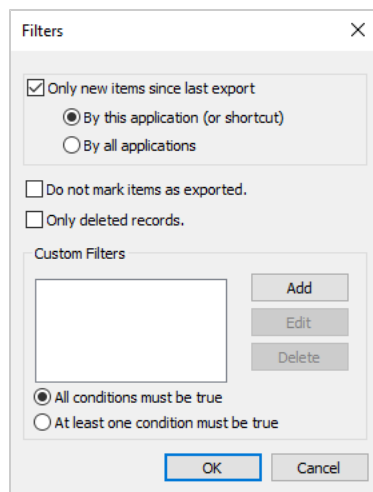 Filters
Only new items since last export
By this application (or shortcut)
By all applications
Do not mark items as exported.
Only deleted records.
Custom Filters
Add
Edit
Delete
All conditions must be true
At least one condition must be true
OK Cancel